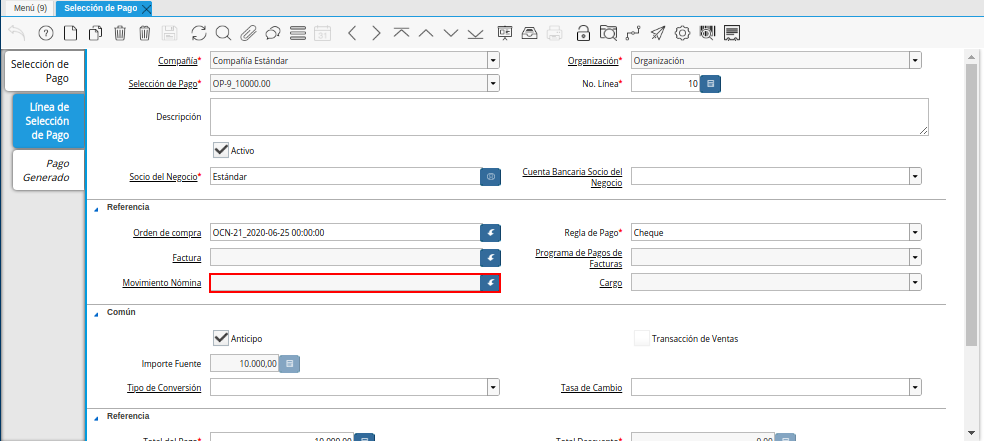 Menú (9) Selección de Pago
31
Selección de Pago
Línea de Selección de Pago
Pago Generado
Compañía* Compañía Estándar Organización* Organización
Selección de Pago* OP-9_10000.00 No. Línea* 10
Descripción
Activo
Socio del Negocio* Estándar Cuenta Bancaria Socio del Negocio
Referencia
Orden de compra OCN-21_2020-06-25 00:00:00 Regla de Pago* Cheque
Factura Programa de Pagos de Facturas
Movimiento Nómina Cargo
Común
Anticipo Transacción de Ventas
Importe Fuente 10.000,00
Tipo de Conversión Tasa de Cambio
Referencia
Total del Pago* 10.000,00 Total Descuento* 0,00